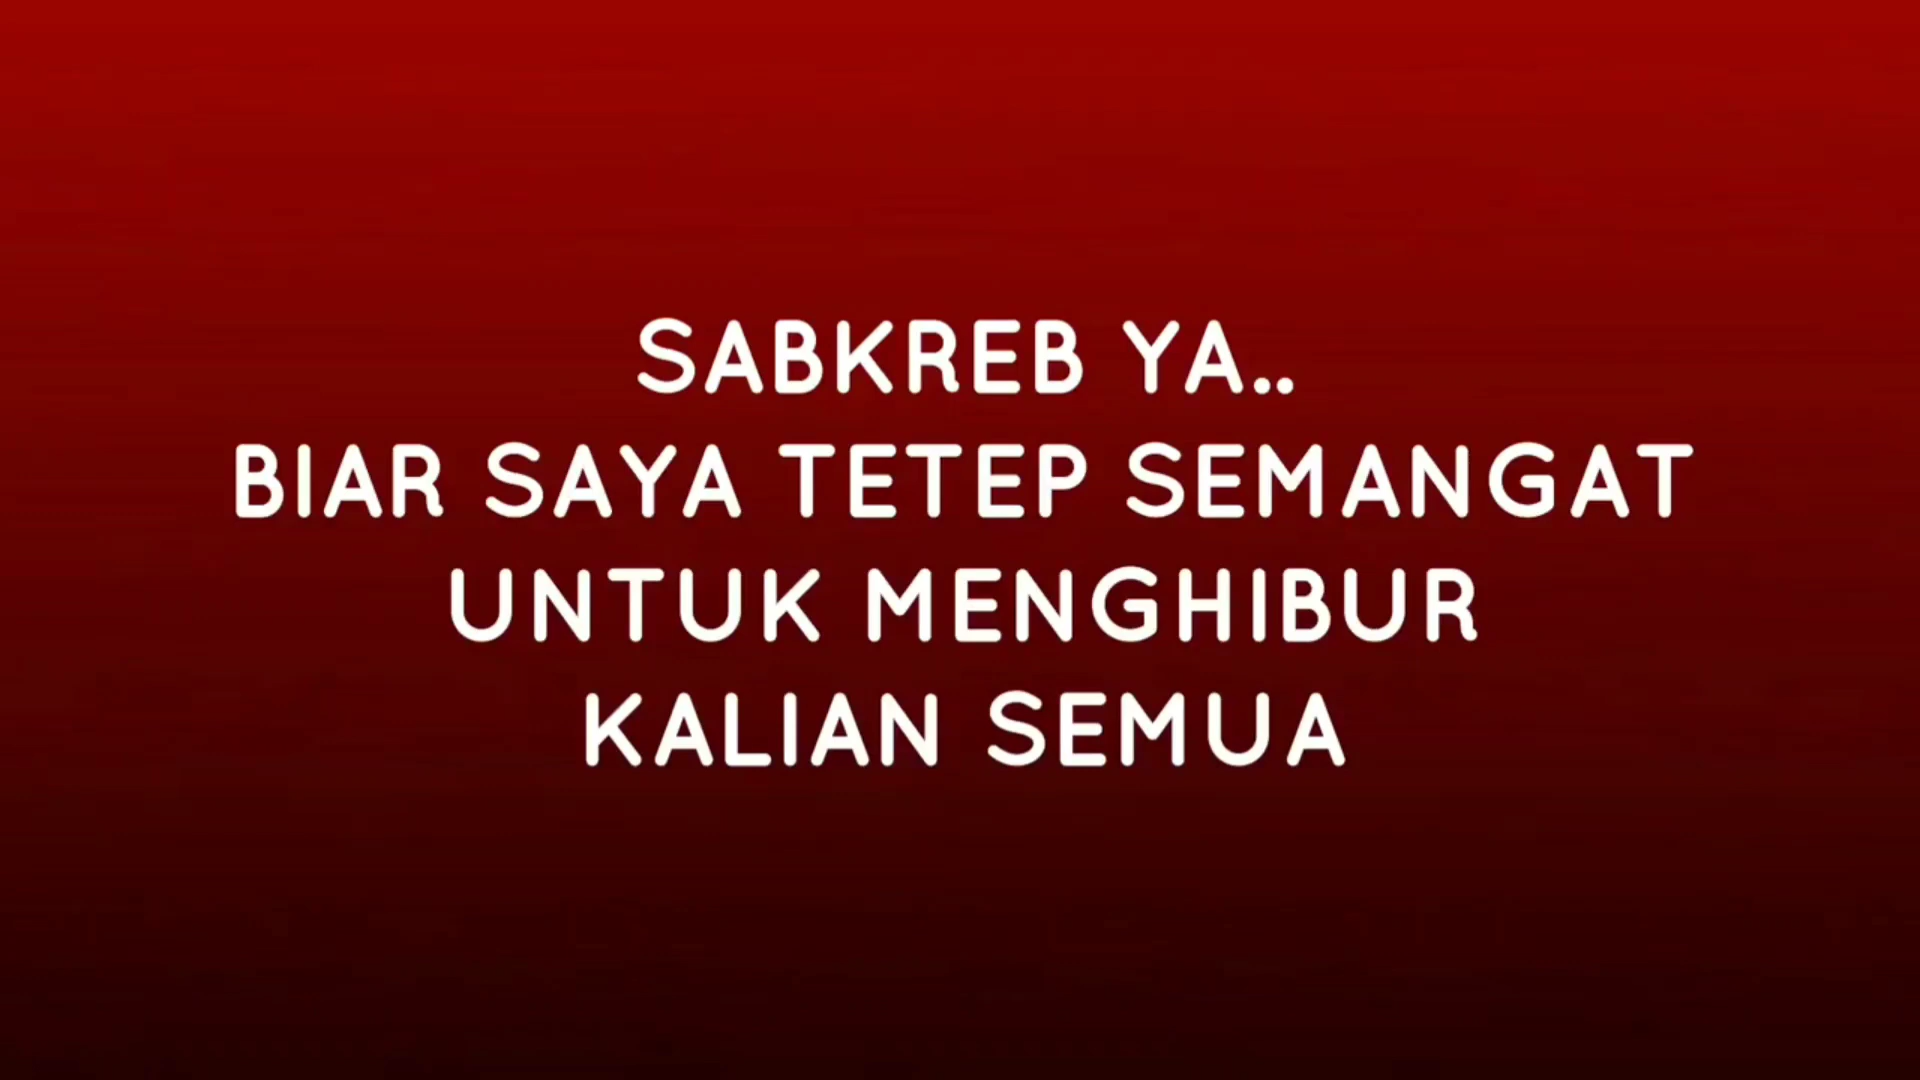 SABKREB YA..
BIAR SAYA TETEP SEMANGAT
UNTUK MENGHIBUR
KALIAN SEMUA